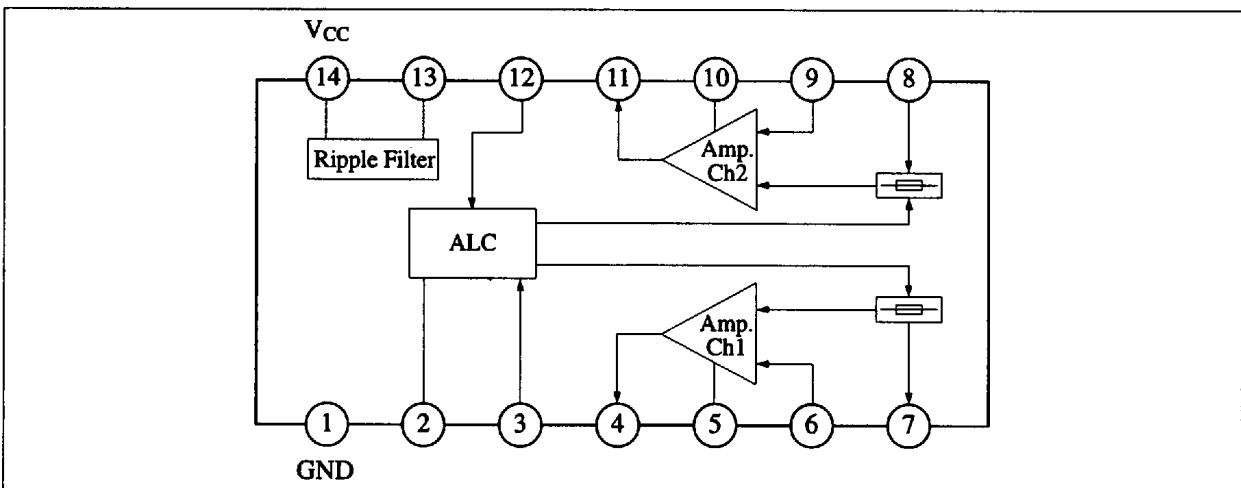 VCC
14 13 12 11 10 9 8
Ripple Filter
Amp.
Ch2
ALC
Amp.
Ch1
1 2 3 4 5 6 7
GND